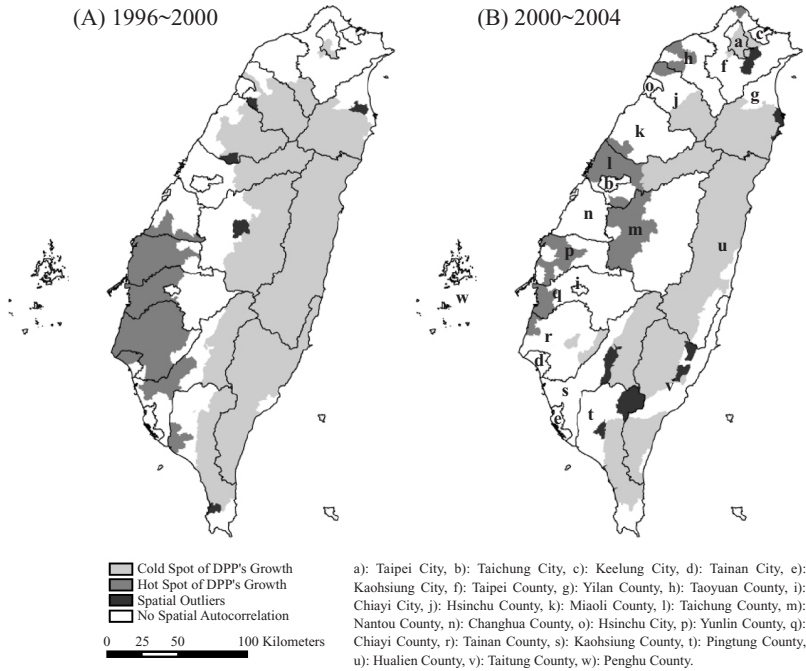 (A) 1996~2000
(B) 2000~2004
c
a
h
f
g
o
j
k
l
b
n
m
u
p
w
i
q
r
d
v
s
t
e
Cold Spot of DPP's Growth
Hot Spot of DPP's Growth
Spatial Outliers
No Spatial Autocorrelation
0 25 50 100 Kilometers
a): Taipei City, b): Taichung City, c): Keelung City, d): Tainan City, e):
Kaohsiung City, f): Taipei County, g): Yilan County, h): Taoyuan County, i):
Chiayi City, j): Hsinchu County, k): Miaoli County, l): Taichung County, m):
Nantou County, n): Changhua County, o): Hsinchu City, p): Yunlin County, q):
Chiayi County, r): Tainan County, s): Kaohsiung County, t): Pingtung County,
u): Hualien County, v): Taitung County, w): Penghu County.